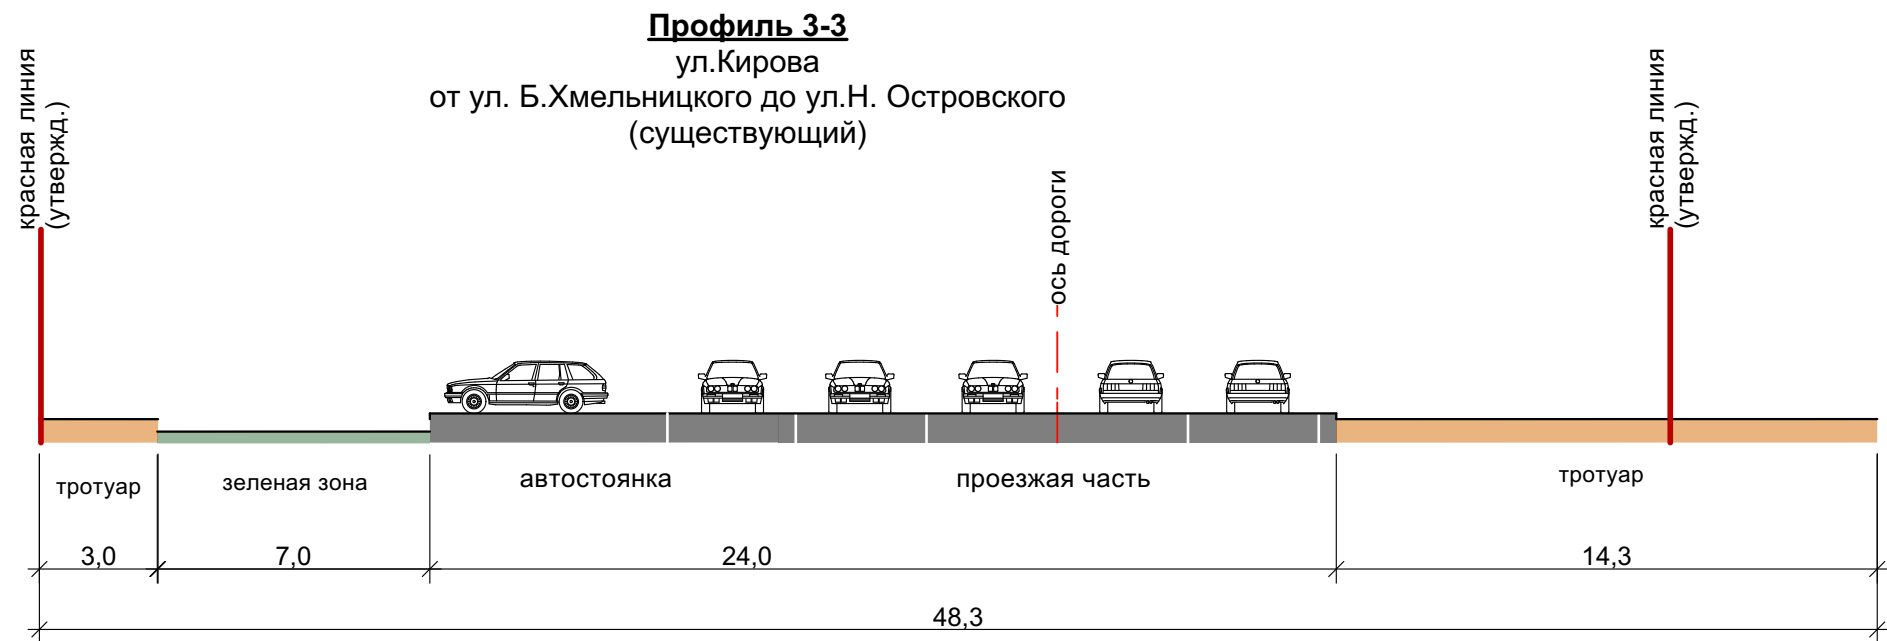 Профиль 3-3
ул.Кирова
от ул. Б.Хмельницкого до ул.Н. Островского
(существующий)
красная линия
(утвержд.)
ось дороги
красная линия
(утвержд.)
тротуар
зеленая зона
автостоянка
проезжая часть
тротуар
3,0
7,0
24,0
14,3
48,3